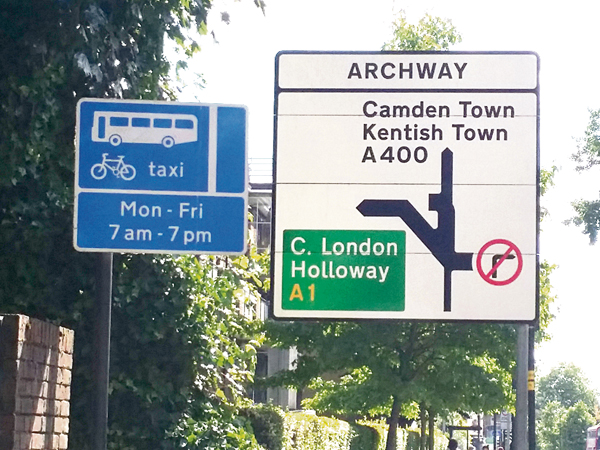 taxi
Mon - Fri
7 am - 7 pm
ARCHWAY
Camden Town
Kentish Town
A400
C. London
Holloway
A1